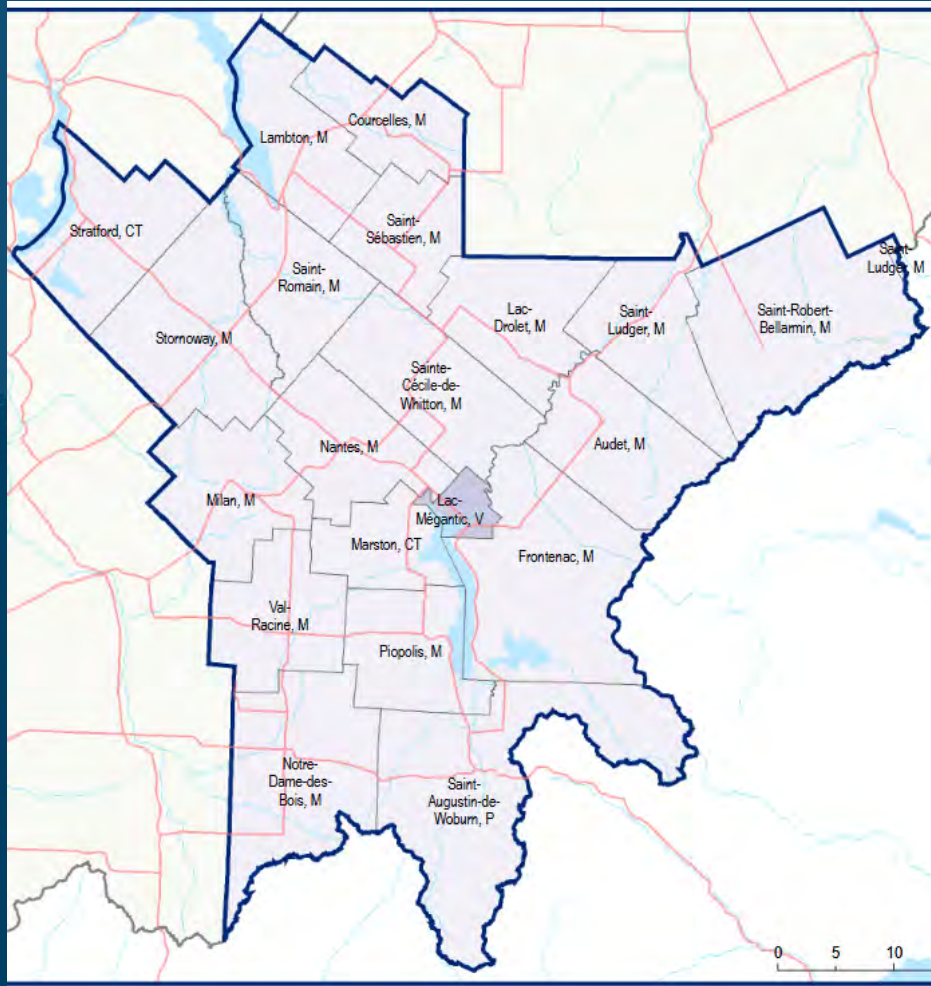 Courcelles, M
Lambton, M
Stratford, CT
Saint-
Sébastien, M
Saint-
Ludger, M
Saint-
Romain, M
Lac-
Drolet, M
Saint-
Ludger, M
Saint-Robert-
Bellarmin, M
Stornoway, M
Sainte-
Cécile-de-
Whitton, M
Nantes, M
Audet, M
Milan, M
Lac-
Mégantic, V
Marston, CT
Frontenac, M
Val-
Racine, M
Piopolis, M
Notre-
Dame-des-
Bois, M
Saint-
Augustin-de-
Woburn, P
0 5 10